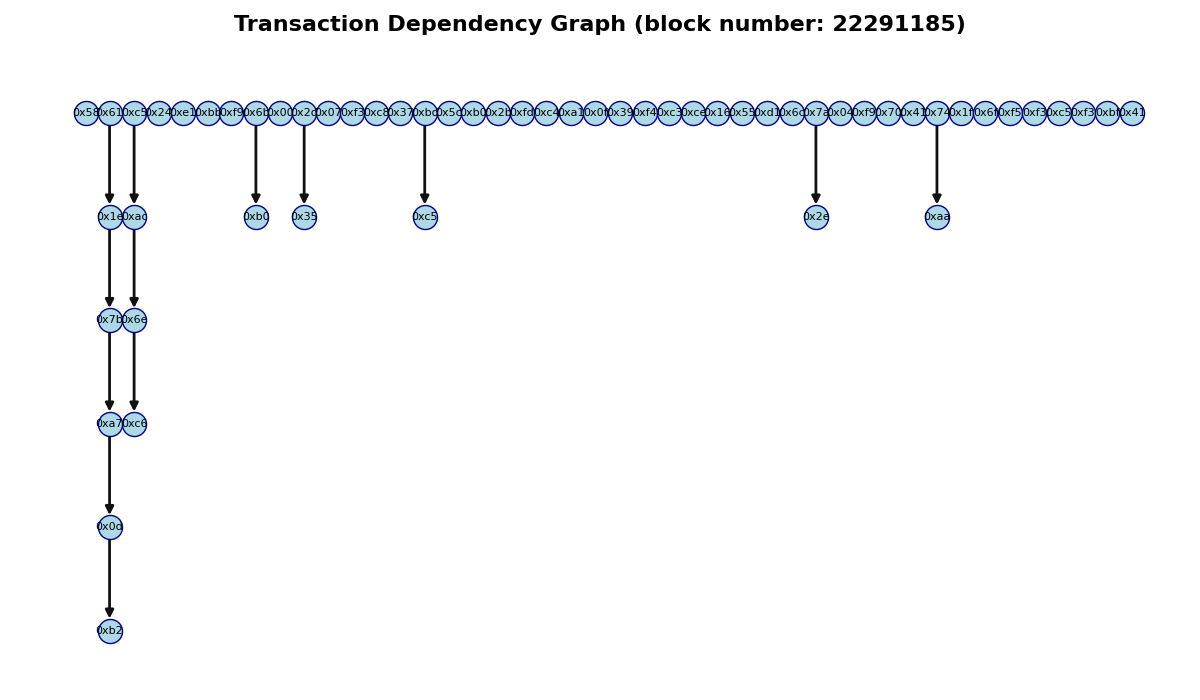 Transaction Dependency Graph (block number: 22291185)
0x58 0x61 0xc5 0x24 0xe1 0xbb 0xf9 0x6b 0x00 0x2c 0x07 0xf3 0xc8 0x37 0xbc 0x5c 0xb0 0x2b 0xfd 0xc4 0xa1 0x0f 0x39 0xf4 0xc3 0xce 0x16 0x55 0xd1 0x6c 0x7a 0x04 0xf9 0x70 0x41 0x74 0x1f 0x6f 0xf5 0xf3 0xc5 0xf3 0xbf 0x41
0x1e 0xac 0xb0 0x35 0xc5 0x2e 0xaa
0x7b 0x6e
0xa7 0xc6
0x0d
0xb2